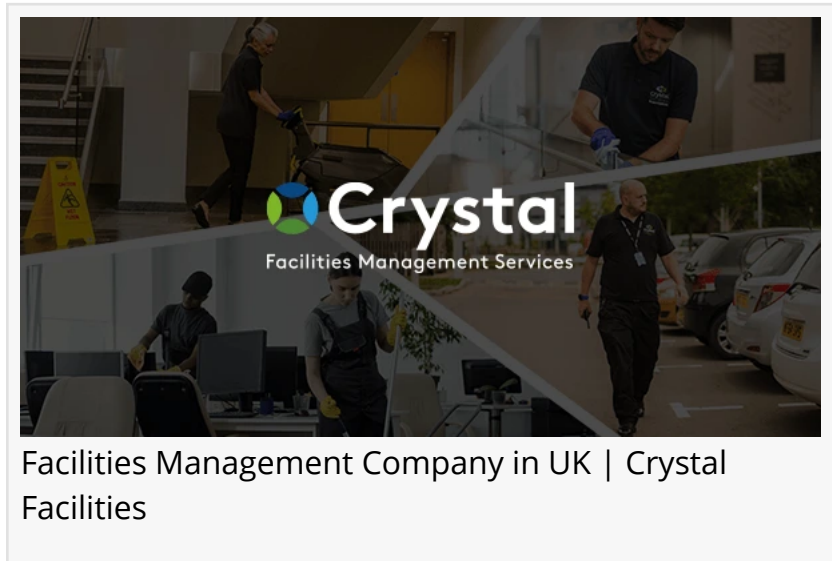 Crystal
Facilities Management Services
Facilities Management Company in UK | Crystal
Facilities